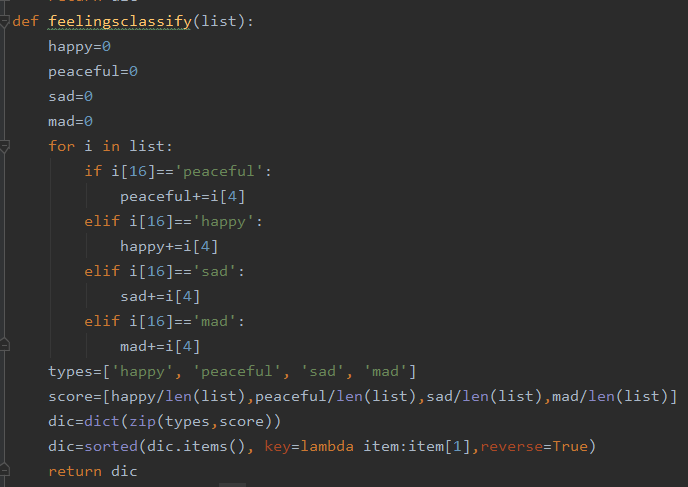 return dic
def feelingsclassify(list):
    happy=0
    peaceful=0
    sad=0
    mad=0
    for i in list:
        if i[16]=='peaceful':
            peaceful+=i[4]
        elif i[16]=='happy':
            happy+=i[4]
        elif i[16]=='sad':
            sad+=i[4]
        elif i[16]=='mad':
            mad+=i[4]
    types=['happy', 'peaceful', 'sad', 'mad']
    score=[happy/len(list),peaceful/len(list),sad/len(list),mad/len(list)]
    dic=dict(zip(types,score))
    dic=sorted(dic.items(), key=lambda item:item[1],reverse=True)
    return dic